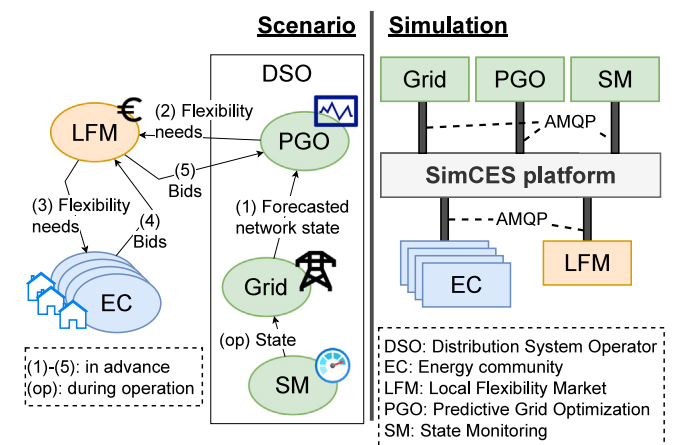 Scenario
Simulation
DSO
€
LFM
(2) Flexibility
needs
PGO
(5)
Bids
(3) Flexibility
needs
(4)
Bids
(1) Forecasted
network state
EC
Grid
(op) State
SM
(1)-(5): in advance
(op): during operation
Grid
PGO
SM
AMQP
SimCES platform
AMQP
EC
LFM
DSO: Distribution System Operator
EC: Energy community
LFM: Local Flexibility Market
PGO: Predictive Grid Optimization
SM: State Monitoring